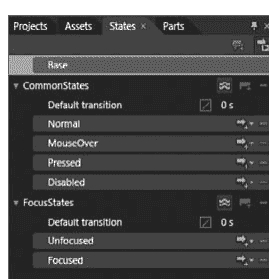 Projects Assets States × Parts
Base
CommonStates
Default transition 0 s
Normal
MouseOver
Pressed
Disabled
FocusStates
Default transition 0 s
Unfocused
Focused